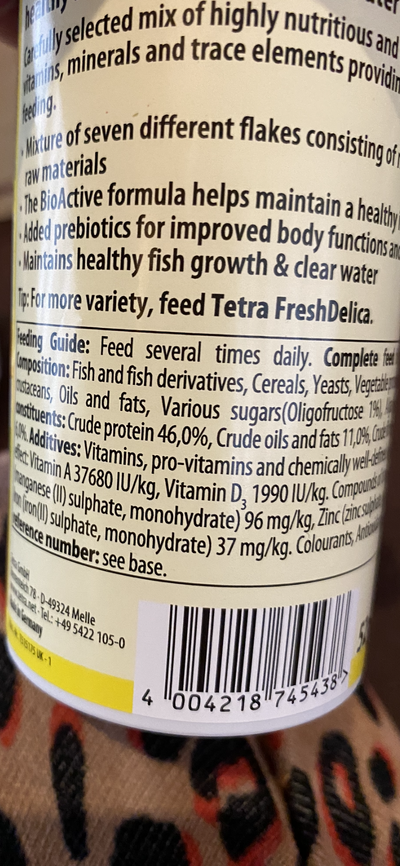 healthy
Carefully selected mix of highly nutritious and
vitamins, minerals and trace elements providin
feeding.
• Mixture of seven different flakes consisting of
raw materials
• The BioActive formula helps maintain a healthy
• Added prebiotics for improved body functions and
• Maintains healthy fish growth & clear water
Tip: For more variety, feed Tetra FreshDelica.
Feeding Guide: Feed several times daily. Complete feed
Composition: Fish and fish derivatives, Cereals, Yeasts, Vegetable
crustaceans, Oils and fats, Various sugars(Oligofructose 1%),
constituents: Crude protein 46,0%, Crude oils and fats 11,0%, Crude
Additives: Vitamins, pro-vitamins and chemically well-defined
effect: Vitamin A 37680 IU/kg, Vitamin D3 1990 IU/kg. Compounds
manganese (II) sulphate, monohydrate) 96 mg/kg, Zinc (zinc sulphate
(iron(II) sulphate, monohydrate) 37 mg/kg. Colourants,
reference number: see base.
GmbH
78 - D-49324 Melle
.net - Tel.: +49 5422 105-0
Germany
UK-1
4 004218 745438 >